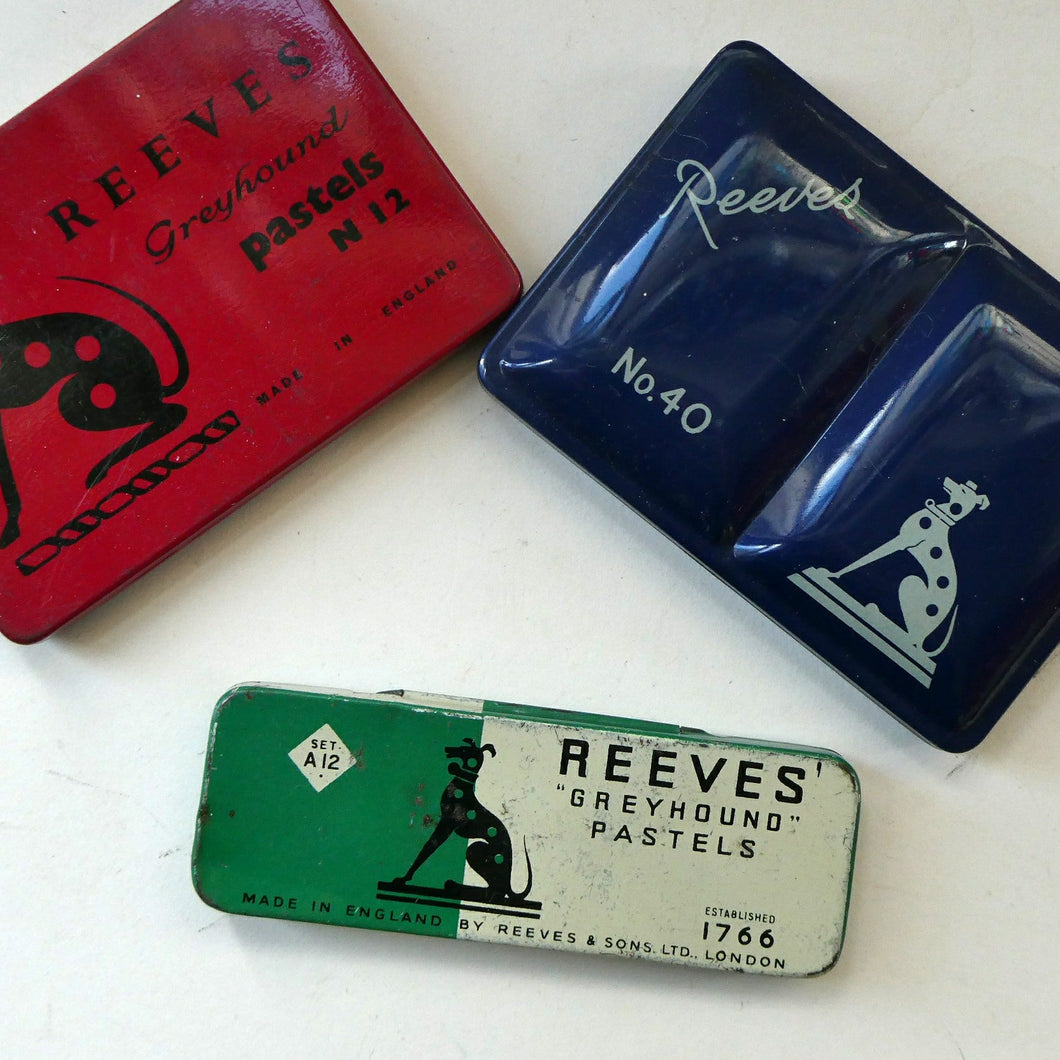 REEVES
Greyhound
pastels
N 12
MADE IN ENGLAND
Reeves
No. 40
SET.
A12
REEVES'
"GREYHOUND"
PASTELS
ESTABLISHED
1766
MADE IN ENGLAND BY REEVES & SONS. LTD., LONDON